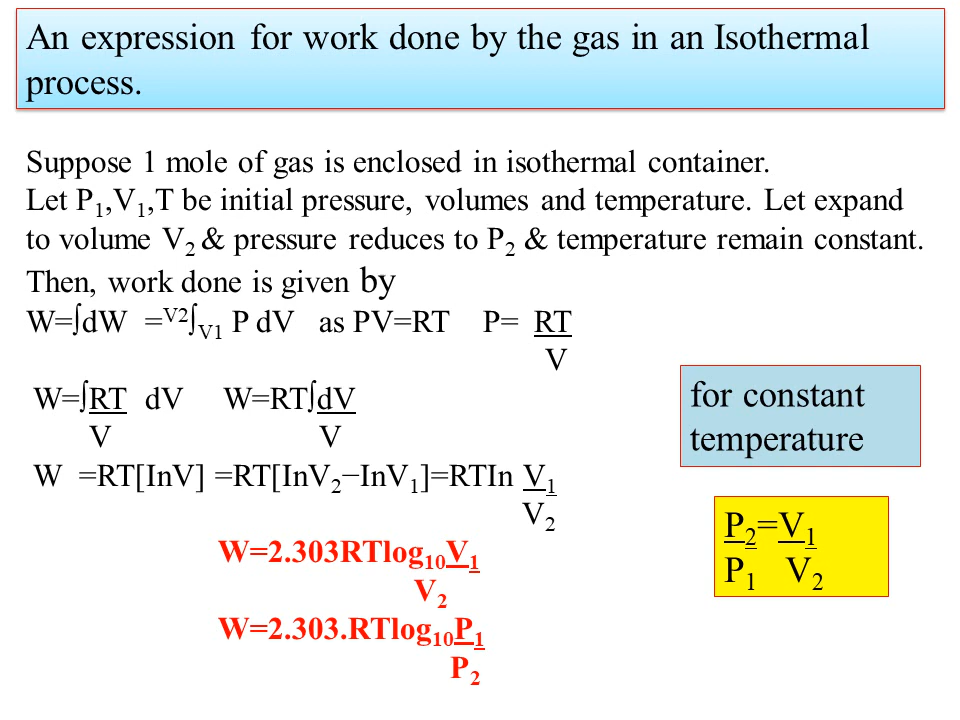 An expression for work done by the gas in an Isothermal
process.
Suppose 1 mole of gas is enclosed in isothermal container.
Let P₁,V₁,T be initial pressure, volumes and temperature. Let expand
to volume V₂ & pressure reduces to P₂ & temperature remain constant.
Then, work done is given by
W=∫dW =ⱽ²∫V1 P dV as PV=RT P= RT
V
W=∫RT dV W=RT∫dV
V V
W =RT[InV] =RT[InV₂−InV₁]=RTIn V₁
V₂
W=2.303RTlog₁₀V₁
V₂
W=2.303.RTlog₁₀P₁
P₂
for constant
temperature
P₂=V₁
P₁ V₂